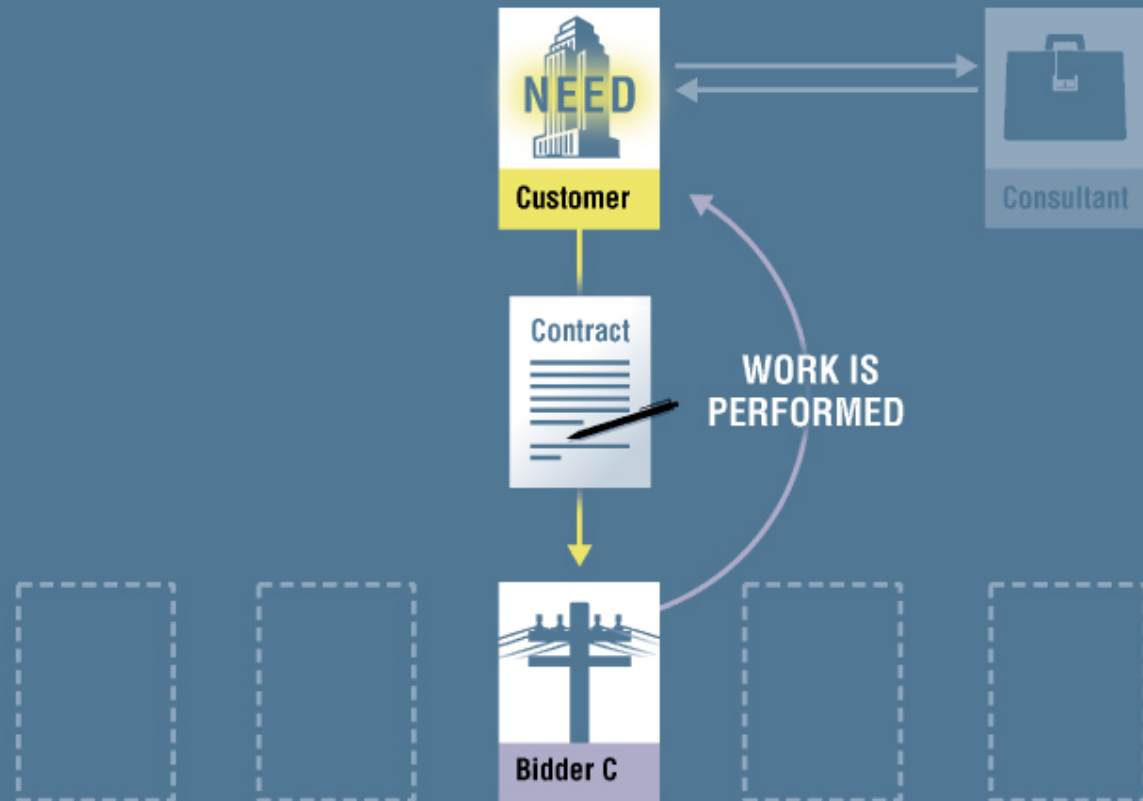 NEED
Customer
Consultant
Contract
WORK IS
PERFORMED
Bidder C